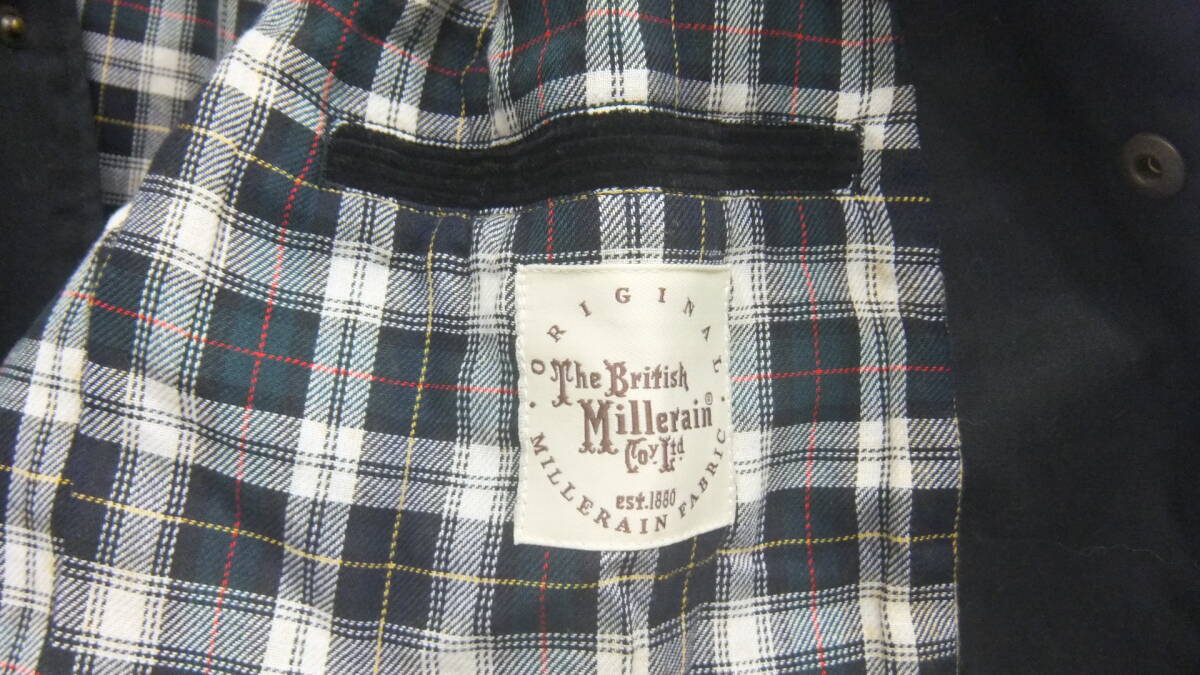 ORIGINAL
The British
Millerain®
Coy Ltd
est.1880
· MILLERAIN FABRIC ·